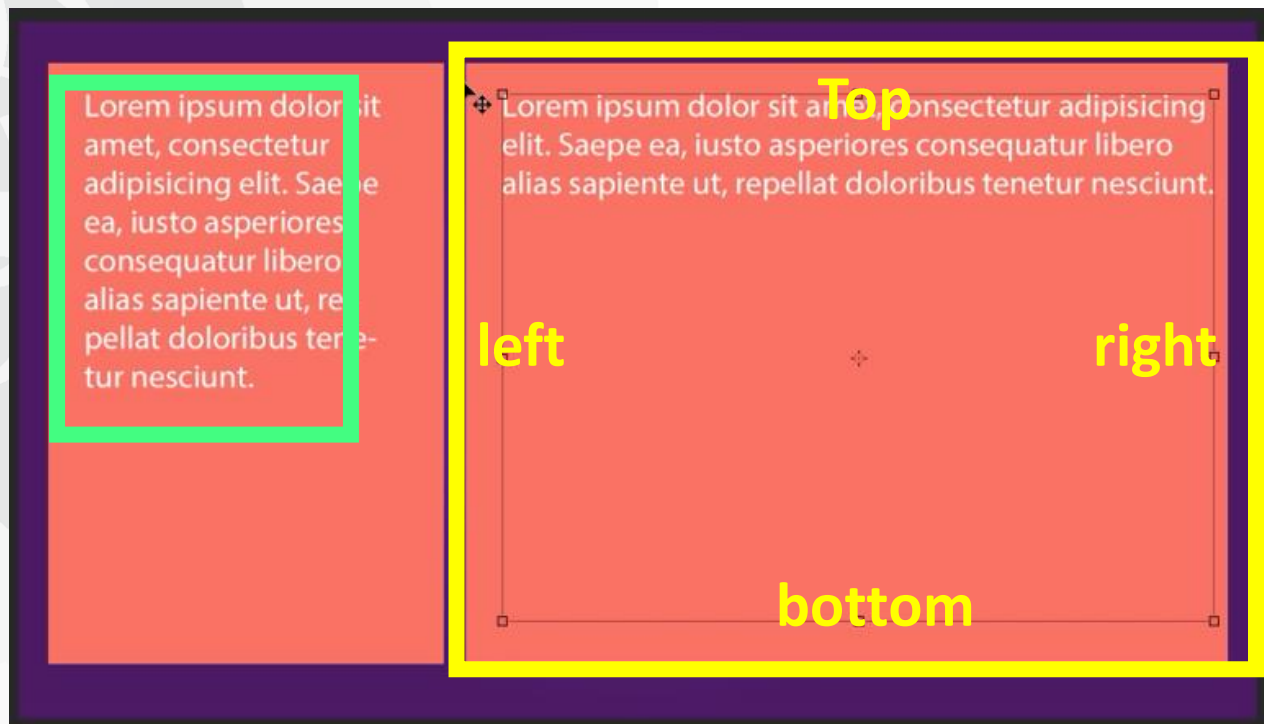 Lorem ipsum dolor sit
amet, consectetur
adipisicing elit. Saepe
ea, iusto asperiores
consequatur libero
alias sapiente ut, re
pellat doloribus tene-
tur nesciunt.
Top
Lorem ipsum dolor sit amet, consectetur adipisicing
elit. Saepe ea, iusto asperiores consequatur libero
alias sapiente ut, repellat doloribus tenetur nesciunt.
left
right
bottom